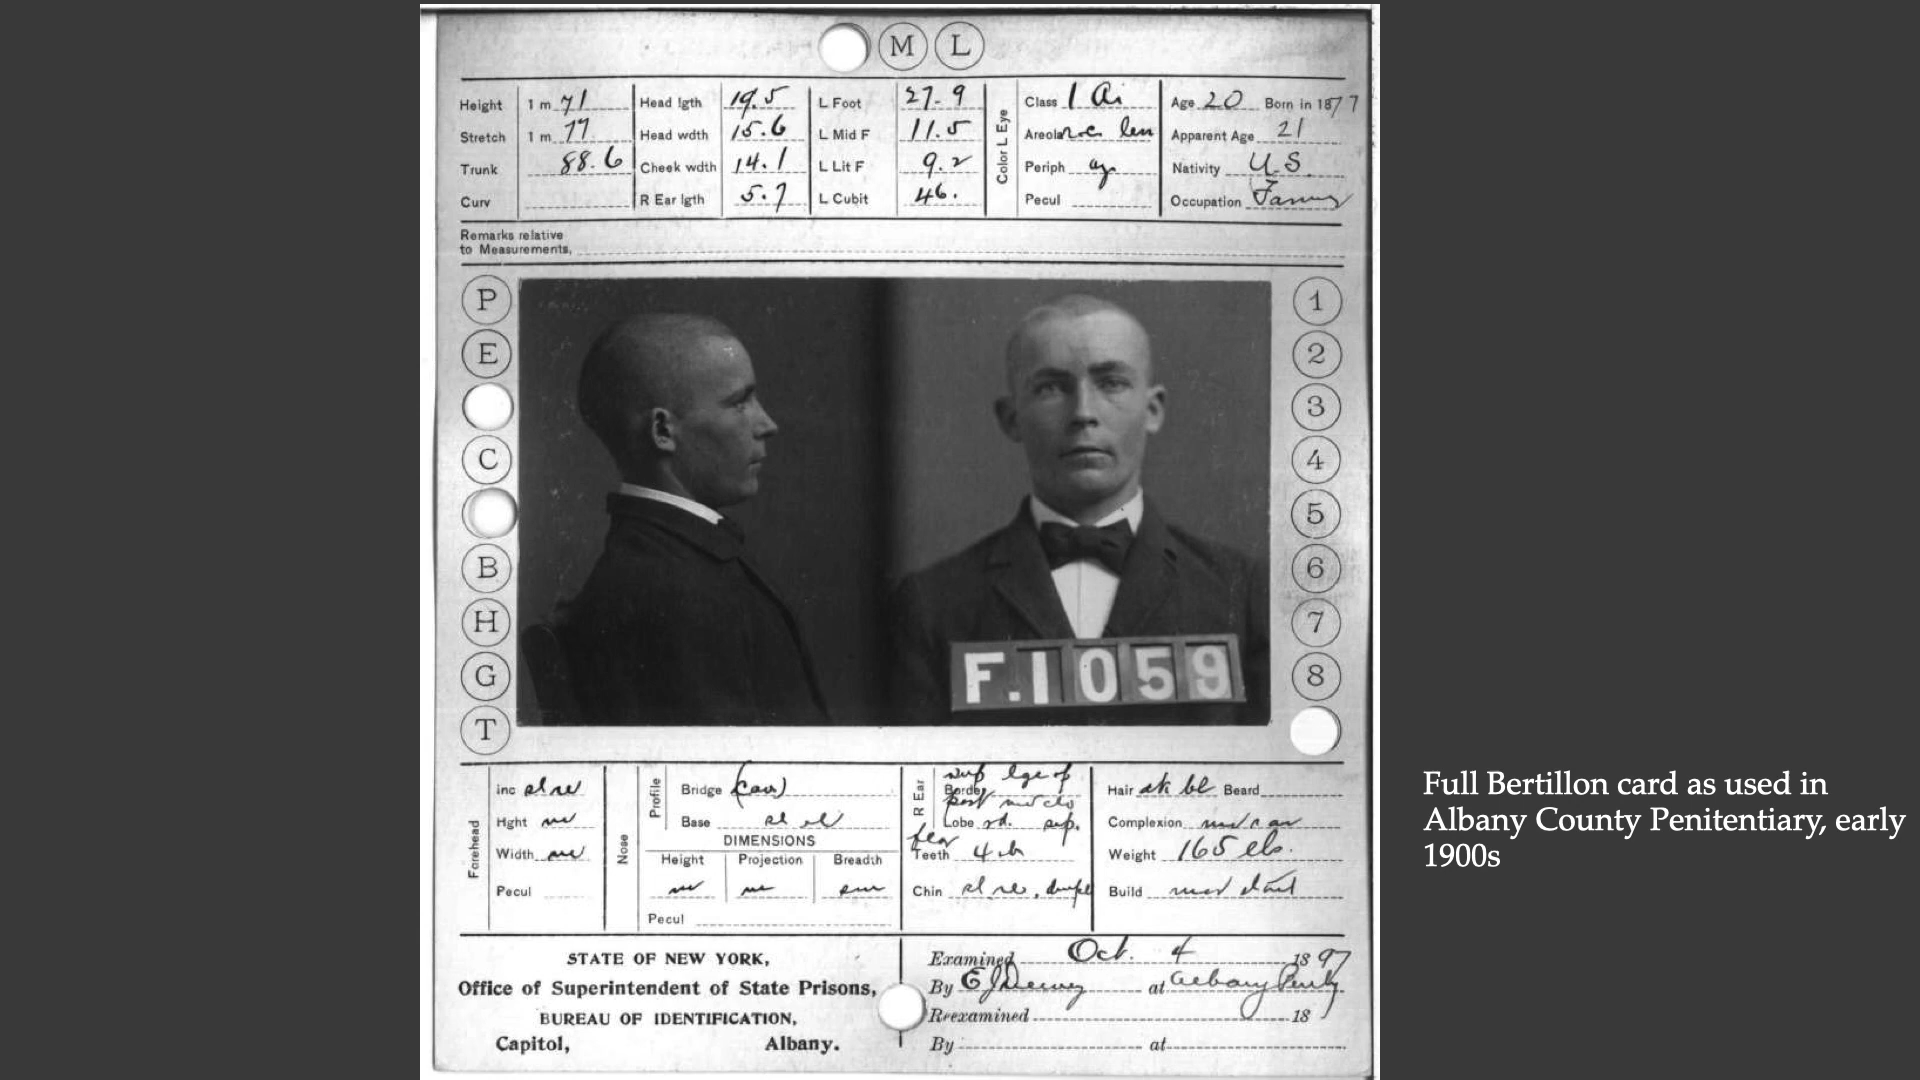 M L
Height 1 m 71 Head lgth 19.5 L Foot 27.9 Class 1 Age 20 Born in 1877
Stretch 1 m 77 Head wdth 15.6 L Mid F 11.5 Areola Apparent Age 21
Trunk 88.6 Cheek wdth 14.1 L Lit F 9.2 Periph Nativity U.S.
Curv R Ear lgth 5.7 L Cubit 46. Pecul Occupation
Color L Eye
Remarks relative
to Measurements.
P 1
E 2
3
C 4
5
B 6
H 7
G 8
T
F.1059
Forehead
inc
Hght
Width
Pecul
Nose
Profile
Bridge (cav)
Base
DIMENSIONS
Height Projection Breadth
Pecul
R Ear
Border
Lobe sep.
Teeth
Chin
Hair dk bl Beard
Complexion
Weight 165
Build
STATE OF NEW YORK,
Office of Superintendent of State Prisons,
BUREAU OF IDENTIFICATION,
Capitol, Albany.
Examined Oct. 4 1897
By at Albany
Reexamined 18
By at
Full Bertillon card as used in
Albany County Penitentiary, early
1900s